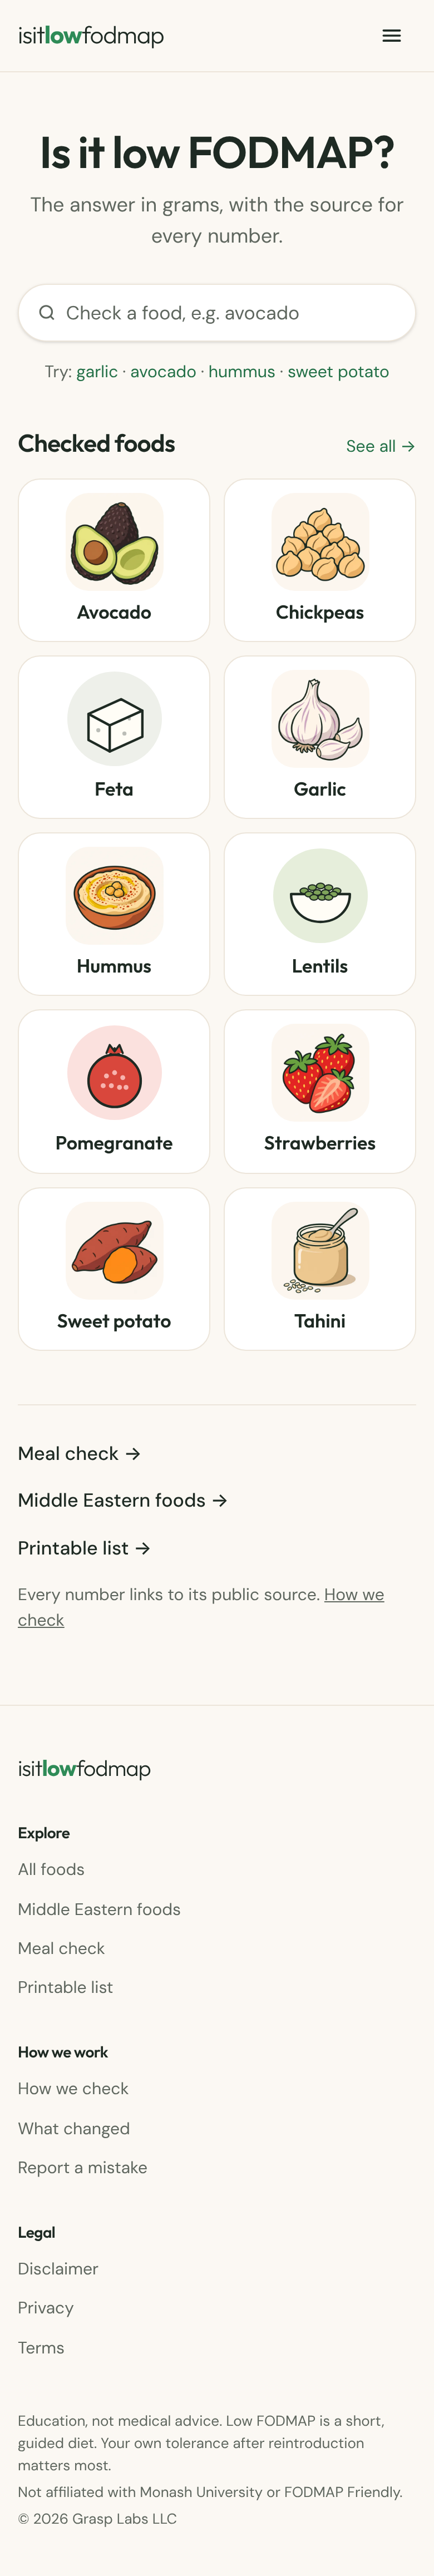 isitlowfodmap
Is it low FODMAP?
The answer in grams, with the source for
every number.
Check a food, e.g. avocado
Try: garlic · avocado · hummus · sweet potato
Checked foods
See all →
Avocado
Chickpeas
Feta
Garlic
Hummus
Lentils
Pomegranate
Strawberries
Sweet potato
Tahini
Meal check →
Middle Eastern foods →
Printable list →
Every number links to its public source. How we
check
isitlowfodmap
Explore
All foods
Middle Eastern foods
Meal check
Printable list
How we work
How we check
What changed
Report a mistake
Legal
Disclaimer
Privacy
Terms
Education, not medical advice. Low FODMAP is a short,
guided diet. Your own tolerance after reintroduction
matters most.
Not affiliated with Monash University or FODMAP Friendly.
© 2026 Grasp Labs LLC